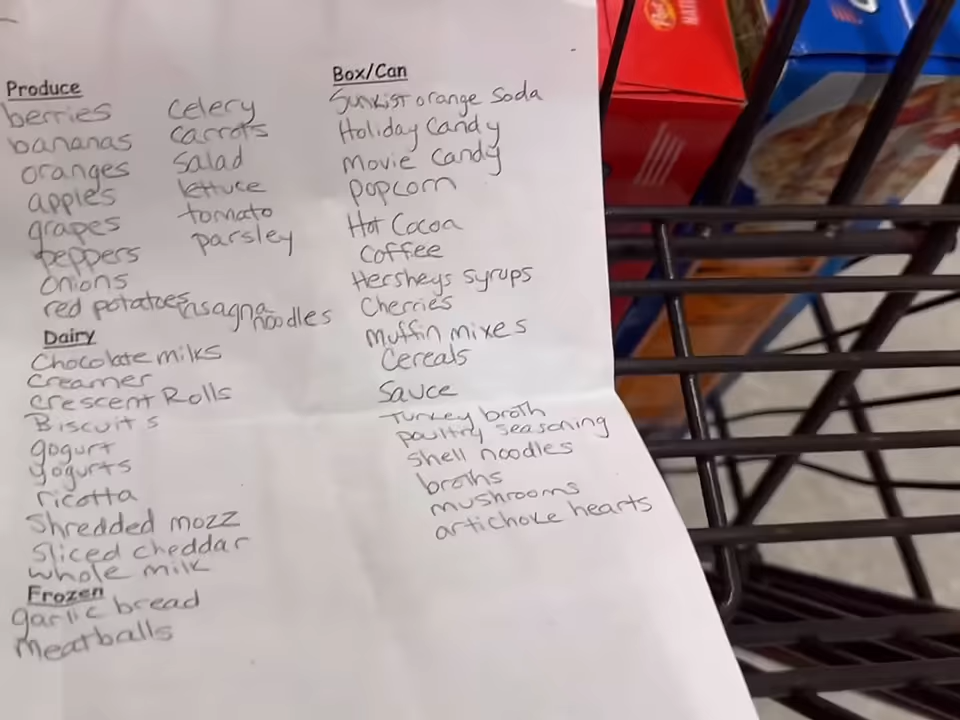 Produce
berries
bananas
oranges
apples
grapes
peppers
onions
red potatoes
celery
carrots
salad
lettuce
tomato
parsley
lasagna noodles
Dairy
Chocolate milks
Creamer
Crescent Rolls
Biscuits
gogurt
yogurts
ricotta
Shredded mozz
Sliced cheddar
whole milk
Frozen
garlic bread
meatballs
Box/Can
Sunkist orange Soda
Holiday Candy
Movie Candy
popcorn
Hot Cocoa
Coffee
Hersheys syrups
Cherries
Muffin mixes
Cereals
Sauce
Turkey broth
poultry seasoning
Shell noodles
broths
mushrooms
artichoke hearts
Post